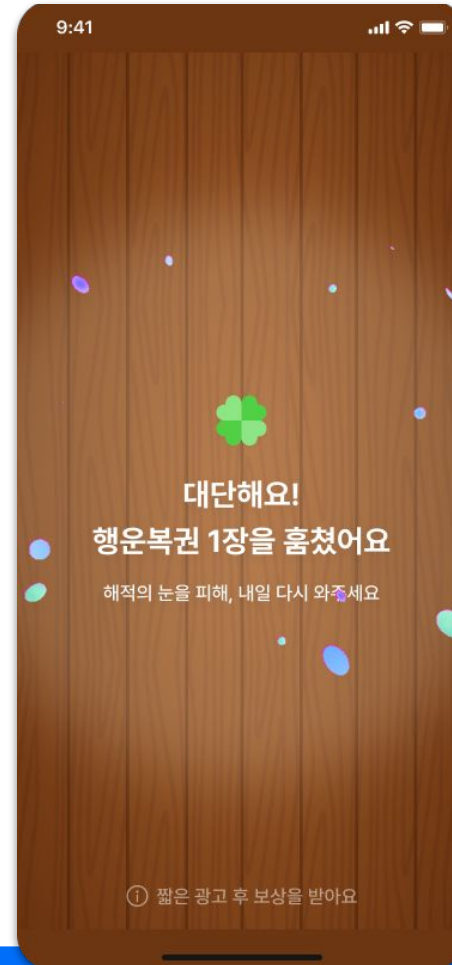 9:41
대단해요!
행운복권 1장을 훔쳤어요
해적의 눈을 피해, 내일 다시 와주세요
짧은 광고 후 보상을 받아요